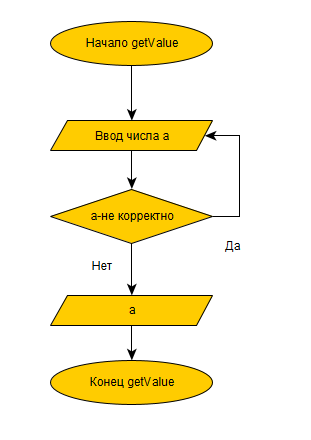 Начало getValue
Ввод числа а
а-не корректно
Да
Нет
а
Конец getValue